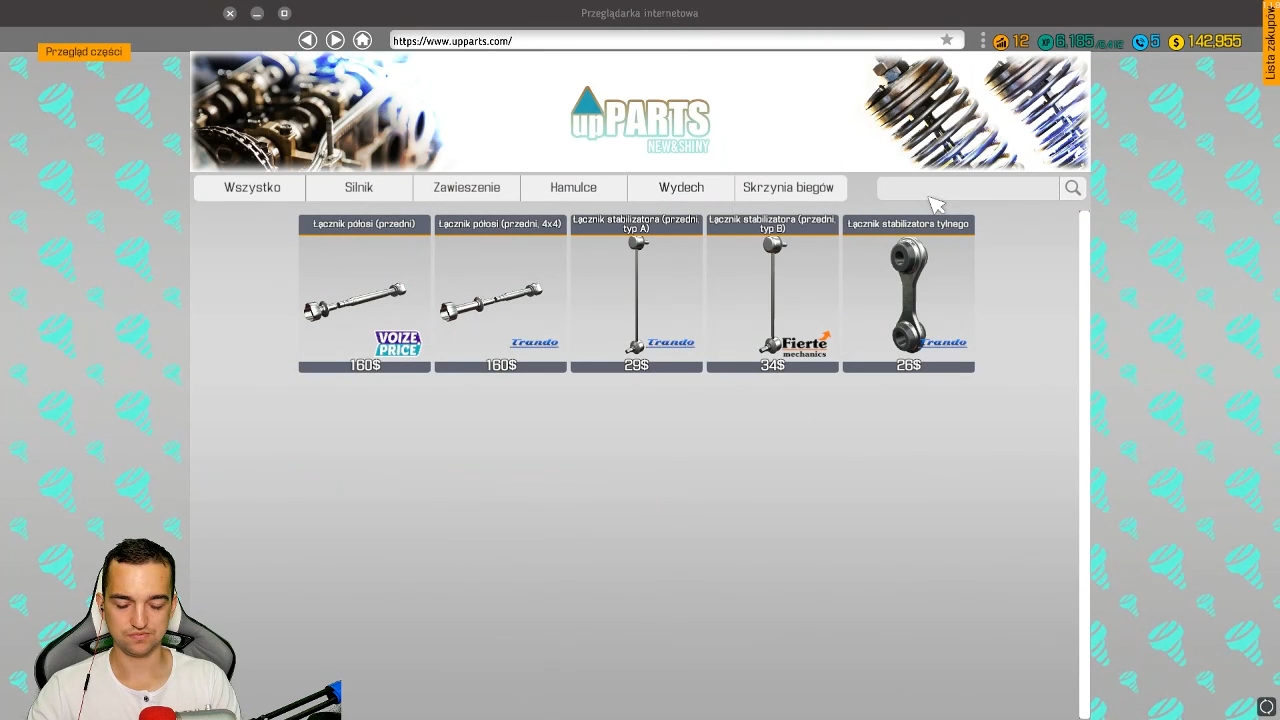 Przeglądarka internetowa
Przegląd części
https://www.upparts.com/
12
6,185
5
$ 142,955
Lista zakupów
upPARTS
NEW&SHINY
Wszystko
Silnik
Zawieszenie
Hamulce
Wydech
Skrzynia biegów
Łącznik półosi (przedni)
Łącznik półosi (przedni, 4x4)
Łącznik stabilizatora (przedni,
typ A)
Łącznik stabilizatora (przedni,
typ B)
Łącznik stabilizatora tylnego
VOIZE
PRICE
Trando
Trando
Fierte
mechanics
Trando
160$
160$
29$
34$
26$